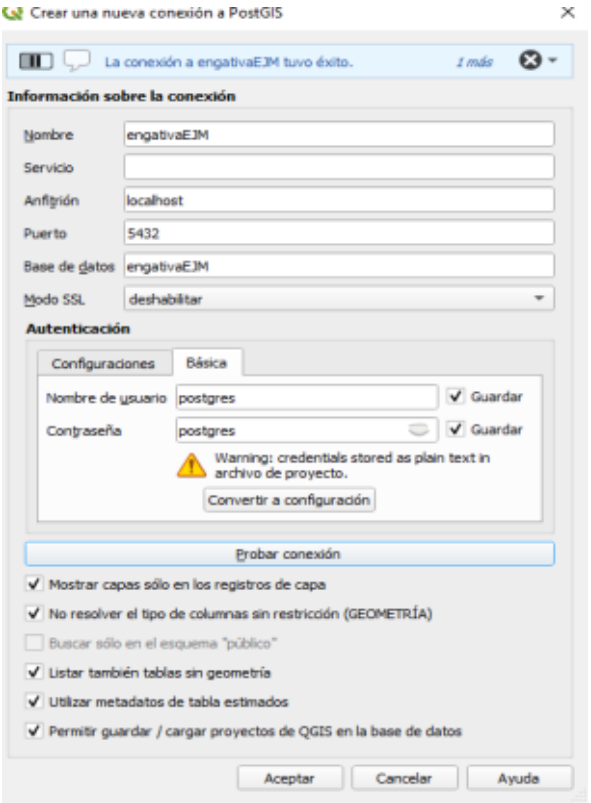 Crear una nueva conexión a PostGIS
La conexión a engativaEJM tuvo éxito. 1 más
Información sobre la conexión
Nombre engativaEJM
Servicio
Anfitrión localhost
Puerto 5432
Base de datos engativaEJM
Modo SSL deshabilitar
Autenticación
Configuraciones Básica
Nombre de usuario postgres Guardar
Contraseña postgres Guardar
Warning: credentials stored as plain text in
archivo de proyecto.
Convertir a configuración
Probar conexión
Mostrar capas sólo en los registros de capa
No resolver el tipo de columnas sin restricción (GEOMETRÍA)
Buscar sólo en el esquema "público"
Listar también tablas sin geometría
Utilizar metadatos de tabla estimados
Permitir guardar / cargar proyectos de QGIS en la base de datos
Aceptar Cancelar Ayuda